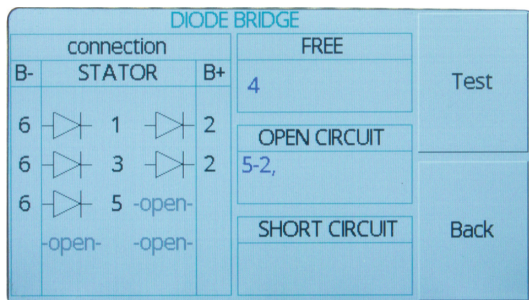 DIODE BRIDGE
connection
B- STATOR B+
6 1 2
6 3 2
6 5 -open-
-open- -open-
FREE
4
OPEN CIRCUIT
5-2,
SHORT CIRCUIT
Test
Back